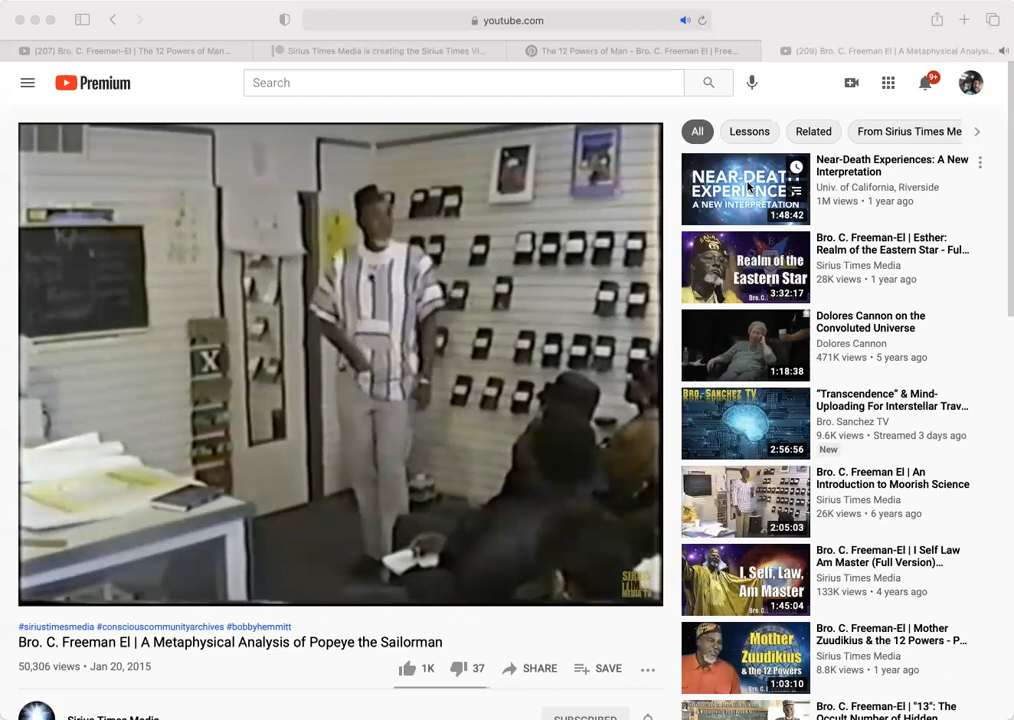 youtube.com
(207) Bro. C. Freeman-El | The 12 Powers of Man...
Sirius Times Media is creating the Sirius Times Vi...
The 12 Powers of Man - Bro. C. Freeman El | Free...
(209) Bro. C. Freeman El | A Metaphysical Analysi...
Premium
Search
9+
All
Lessons
Related
From Sirius Times Me
X
SIRIUS
TIMES
MEDIA TV
#siriustimesmedia #consciouscommunityarchives #bobbyhemmitt
Bro. C. Freeman El | A Metaphysical Analysis of Popeye the Sailorman
50,306 views • Jan 20, 2015
1K
37
SHARE
SAVE
Sirius Times Media
SUBSCRIBED
NEAR-DEATH
EXPERIENCE
A NEW INTERPRETATION
1:48:42
Near-Death Experiences: A New
Interpretation
Univ. of California, Riverside
1M views • 1 year ago
Realm of the
Eastern Star
Bro. C.
3:32:17
Bro. C. Freeman-El | Esther:
Realm of the Eastern Star - Ful...
Sirius Times Media
28K views • 1 year ago
1:18:38
Dolores Cannon on the
Convoluted Universe
Dolores Cannon
471K views • 5 years ago
BRO. SANCHEZ TV
2:56:56
“Transcendence” & Mind-
Uploading For Interstellar Trav...
Bro. Sanchez TV
9.6K views • Streamed 3 days ago
New
2:05:03
Bro. C. Freeman El | An
Introduction to Moorish Science
Sirius Times Media
26K views • 6 years ago
I, Self, Law,
Am Master
1:45:04
Bro. C. Freeman-El | I Self Law
Am Master (Full Version)...
Sirius Times Media
133K views • 4 years ago
Mother
Zuudikius
& the 12 Powers
1:03:10
Bro. C. Freeman-El | Mother
Zuudikius & the 12 Powers - P...
Sirius Times Media
8.8K views • 1 year ago
Bro. C. Freeman-El | "13": The
Occult Number of Hidden